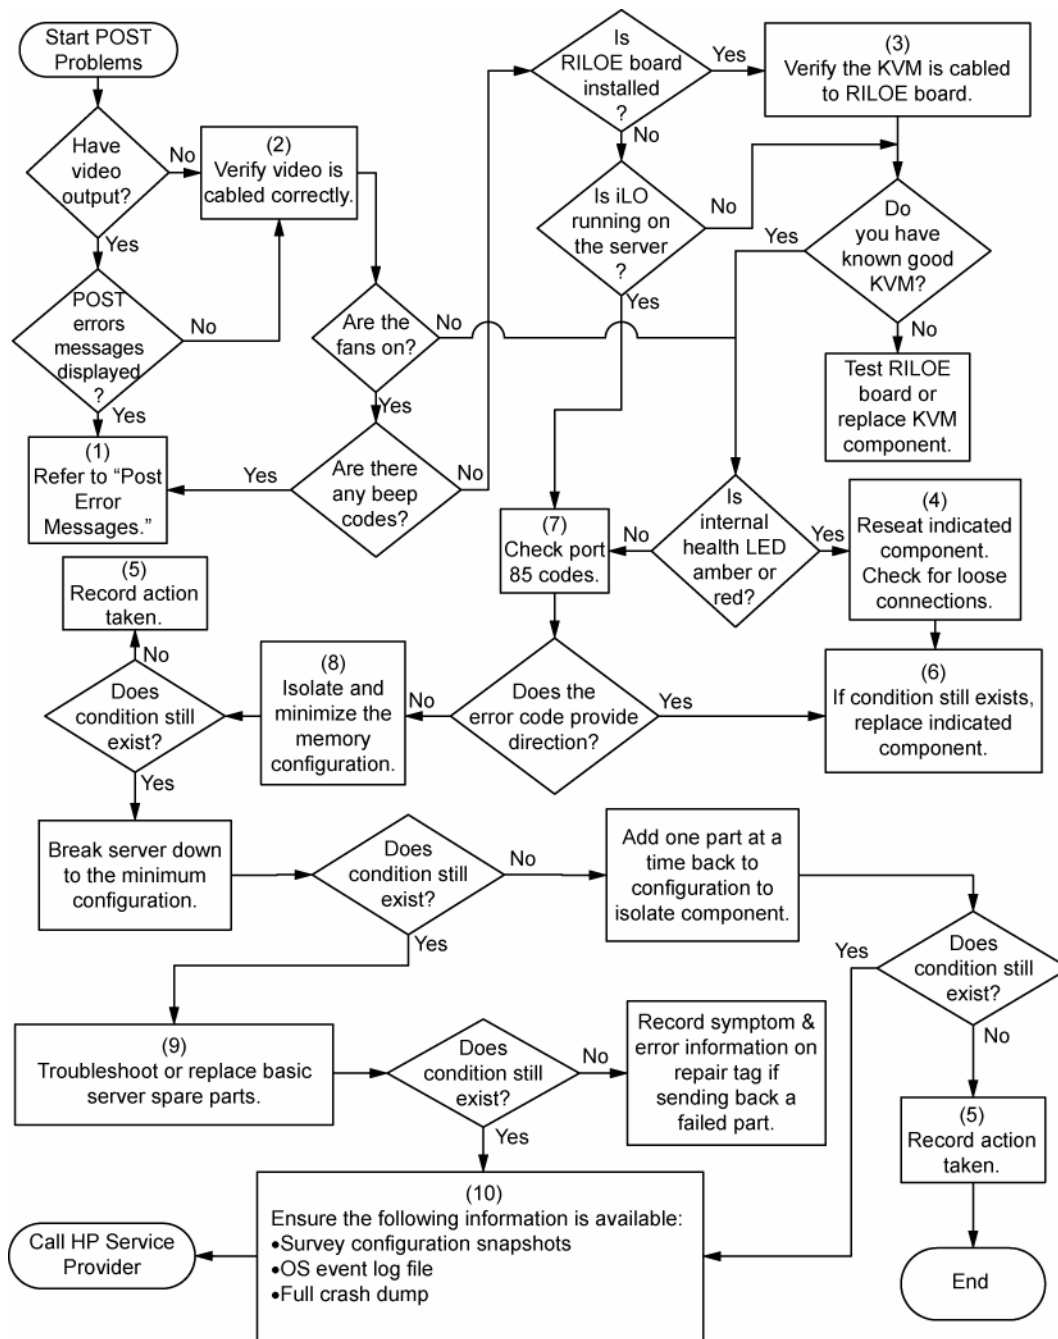 Start POST
Problems
Have
video
output?
No
Yes
(2)
Verify video is
cabled correctly.
POST
errors
messages
displayed
?
No
Yes
(1)
Refer to “Post
Error
Messages.”
Are the
fans on?
No
Yes
Are there
any beep
codes?
Yes
No
Is
RILOE board
installed
?
Yes
No
(3)
Verify the KVM is cabled
to RILOE board.
Is iLO
running on
the server
?
No
Yes
Do
you have
known good
KVM?
Yes
No
Test RILOE
board or
replace KVM
component.
Is
internal
health LED
amber or
red?
No
Yes
(7)
Check port
85 codes.
(4)
Reseat indicated
component.
Check for loose
connections.
(6)
If condition still exists,
replace indicated
component.
Does the
error code provide
direction?
No
Yes
(8)
Isolate and
minimize the
memory
configuration.
(5)
Record action
taken.
No
Does
condition still
exist?
Yes
Break server down
to the minimum
configuration.
Does
condition still
exist?
No
Yes
Add one part at a
time back to
configuration to
isolate component.
Does
condition still
exist?
Yes
No
(9)
Troubleshoot or replace basic
server spare parts.
Does
condition still
exist?
No
Yes
Record symptom &
error information on
repair tag if
sending back a
failed part.
(5)
Record action
taken.
(10)
Ensure the following information is available:
•Survey configuration snapshots
•OS event log file
•Full crash dump
Call HP Service
Provider
End